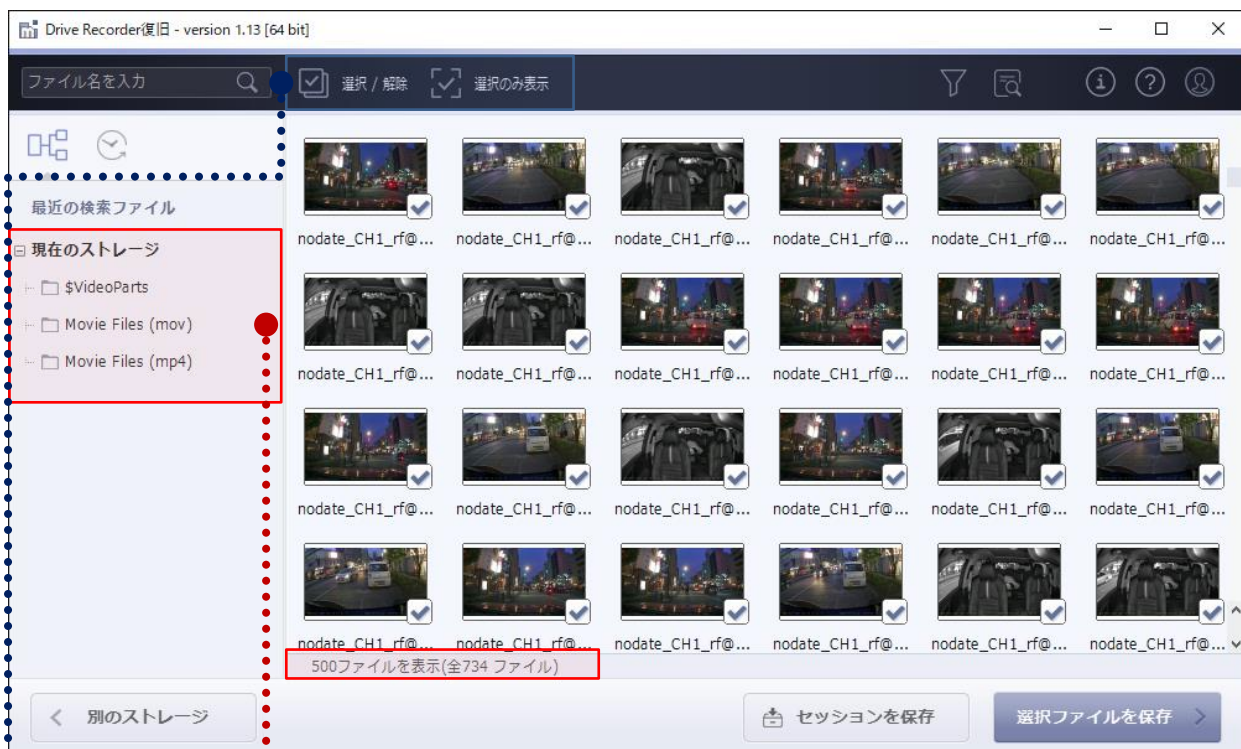 Drive Recorder復旧 - version 1.13 [64 bit]
ファイル名を入力
選択 / 解除
選択のみ表示
最近の検索ファイル
現在のストレージ
$VideoParts
Movie Files (mov)
Movie Files (mp4)
nodate_CH1_rf@... nodate_CH1_rf@... nodate_CH1_rf@... nodate_CH1_rf@... nodate_CH1_rf@... nodate_CH1_rf@...
nodate_CH1_rf@... nodate_CH1_rf@... nodate_CH1_rf@... nodate_CH1_rf@... nodate_CH1_rf@... nodate_CH1_rf@...
nodate_CH1_rf@... nodate_CH1_rf@... nodate_CH1_rf@... nodate_CH1_rf@... nodate_CH1_rf@... nodate_CH1_rf@...
nodate_CH1_rf@... nodate_CH1_rf@... nodate_CH1_rf@... nodate_CH1_rf@... nodate_CH1_rf@... nodate_CH1_rf@...
500ファイルを表示(全734 ファイル)
別のストレージ
セッションを保存
選択ファイルを保存